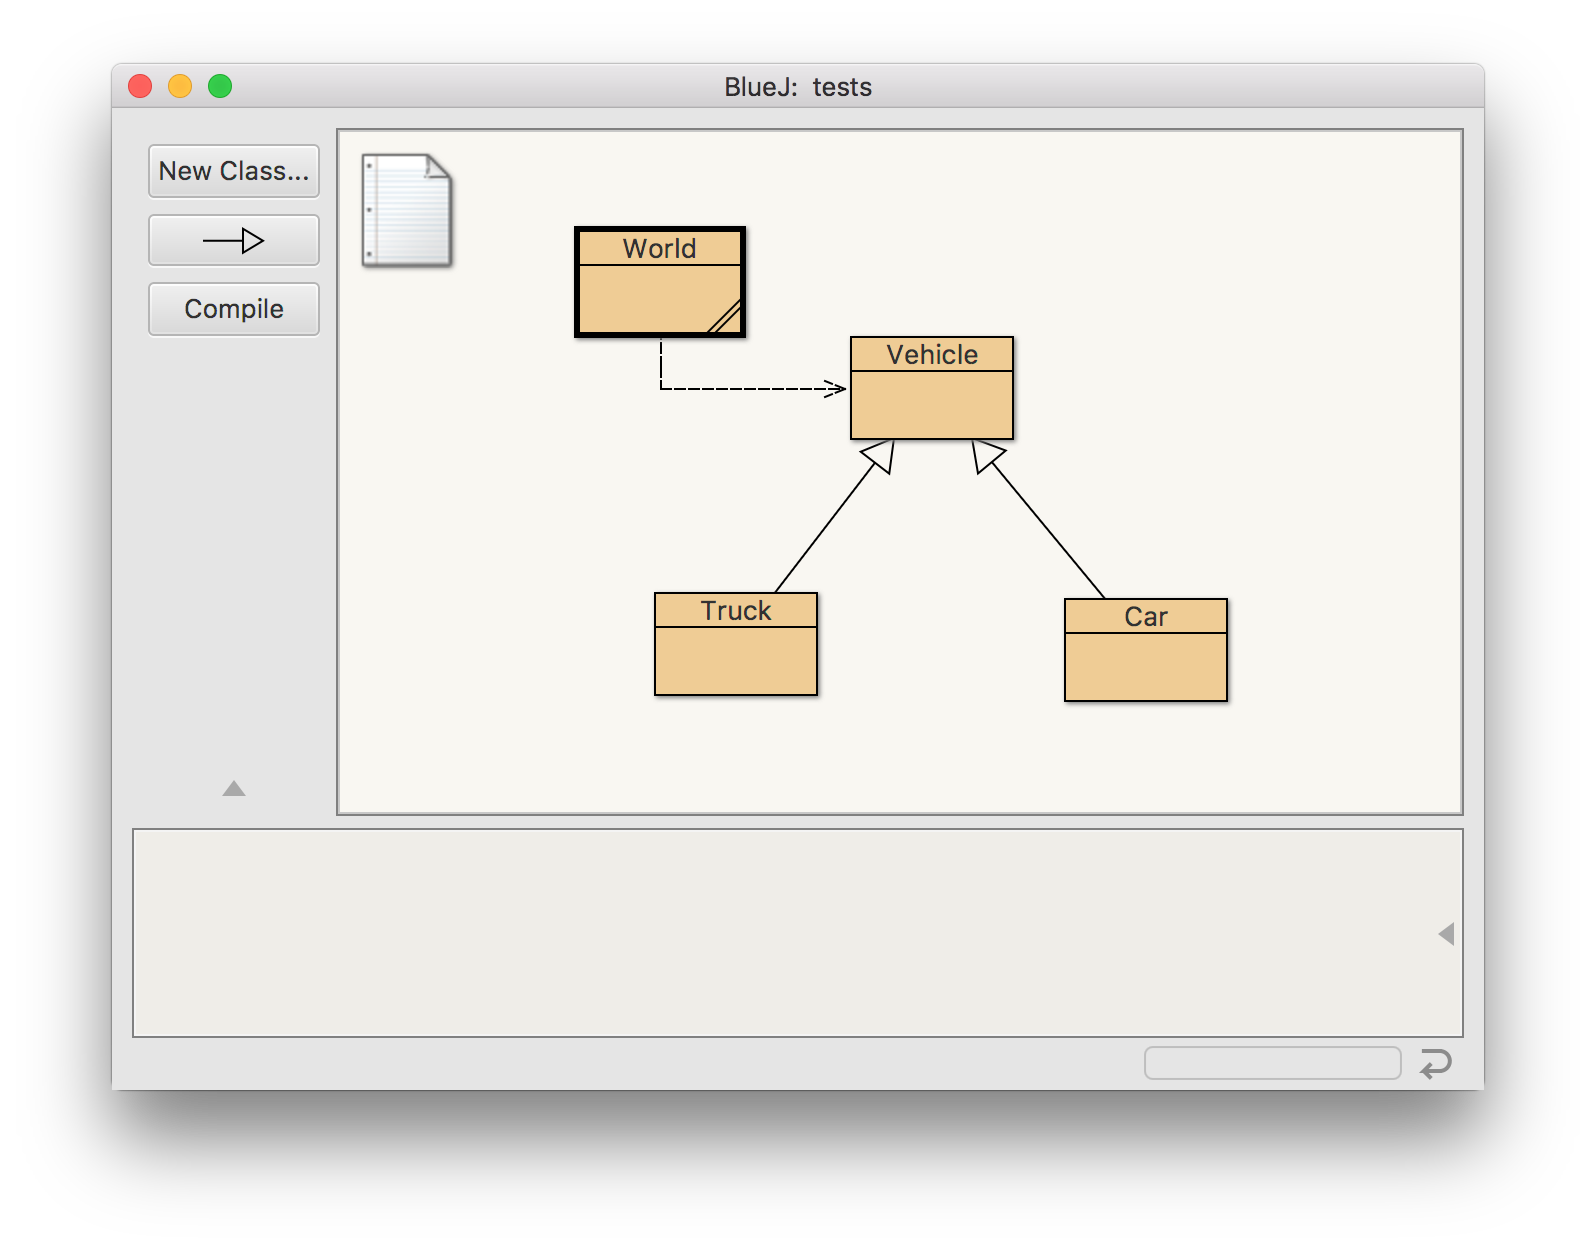 BlueJ:  tests
New Class...
Compile
World
Vehicle
Truck
Car